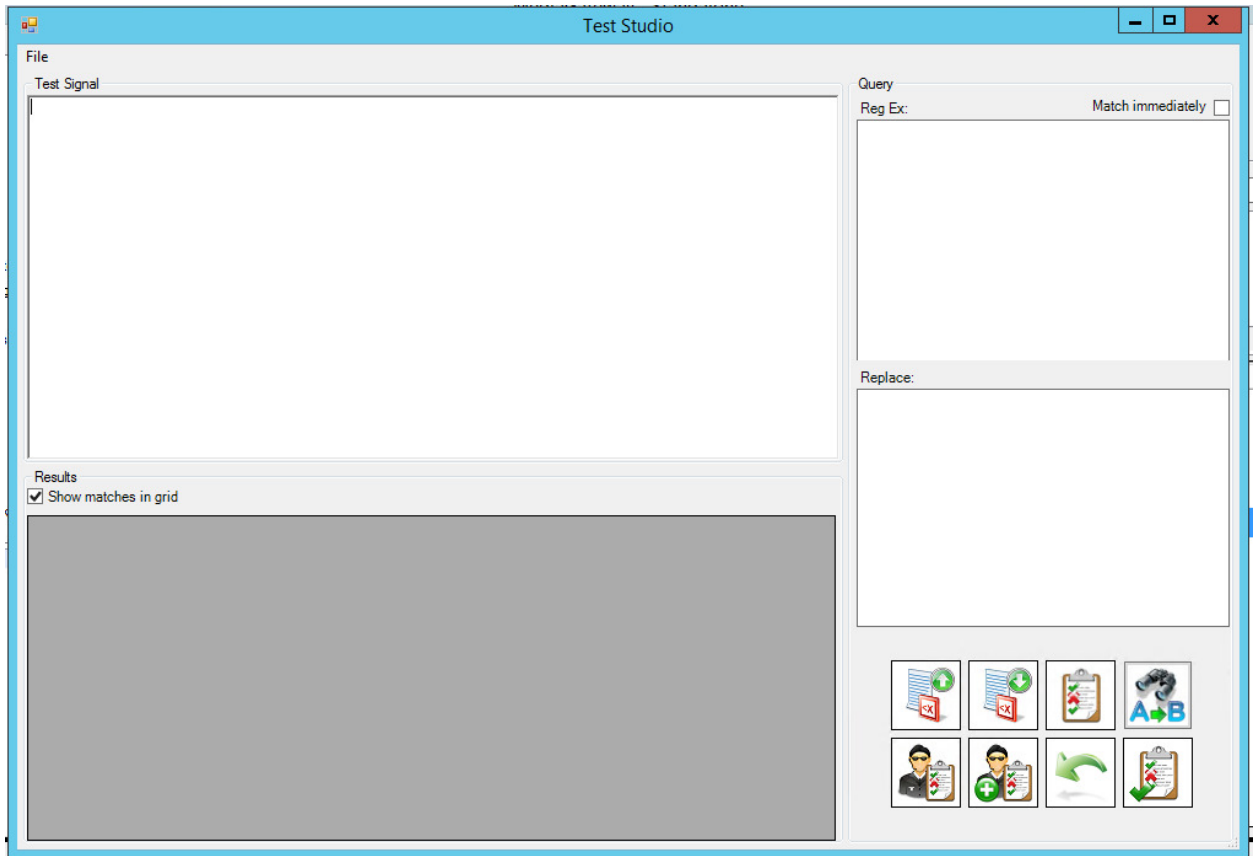 Test Studio
File
Test Signal
Query
Reg Ex:
Match immediately
Replace:
Results
Show matches in grid
<X
<X
A B